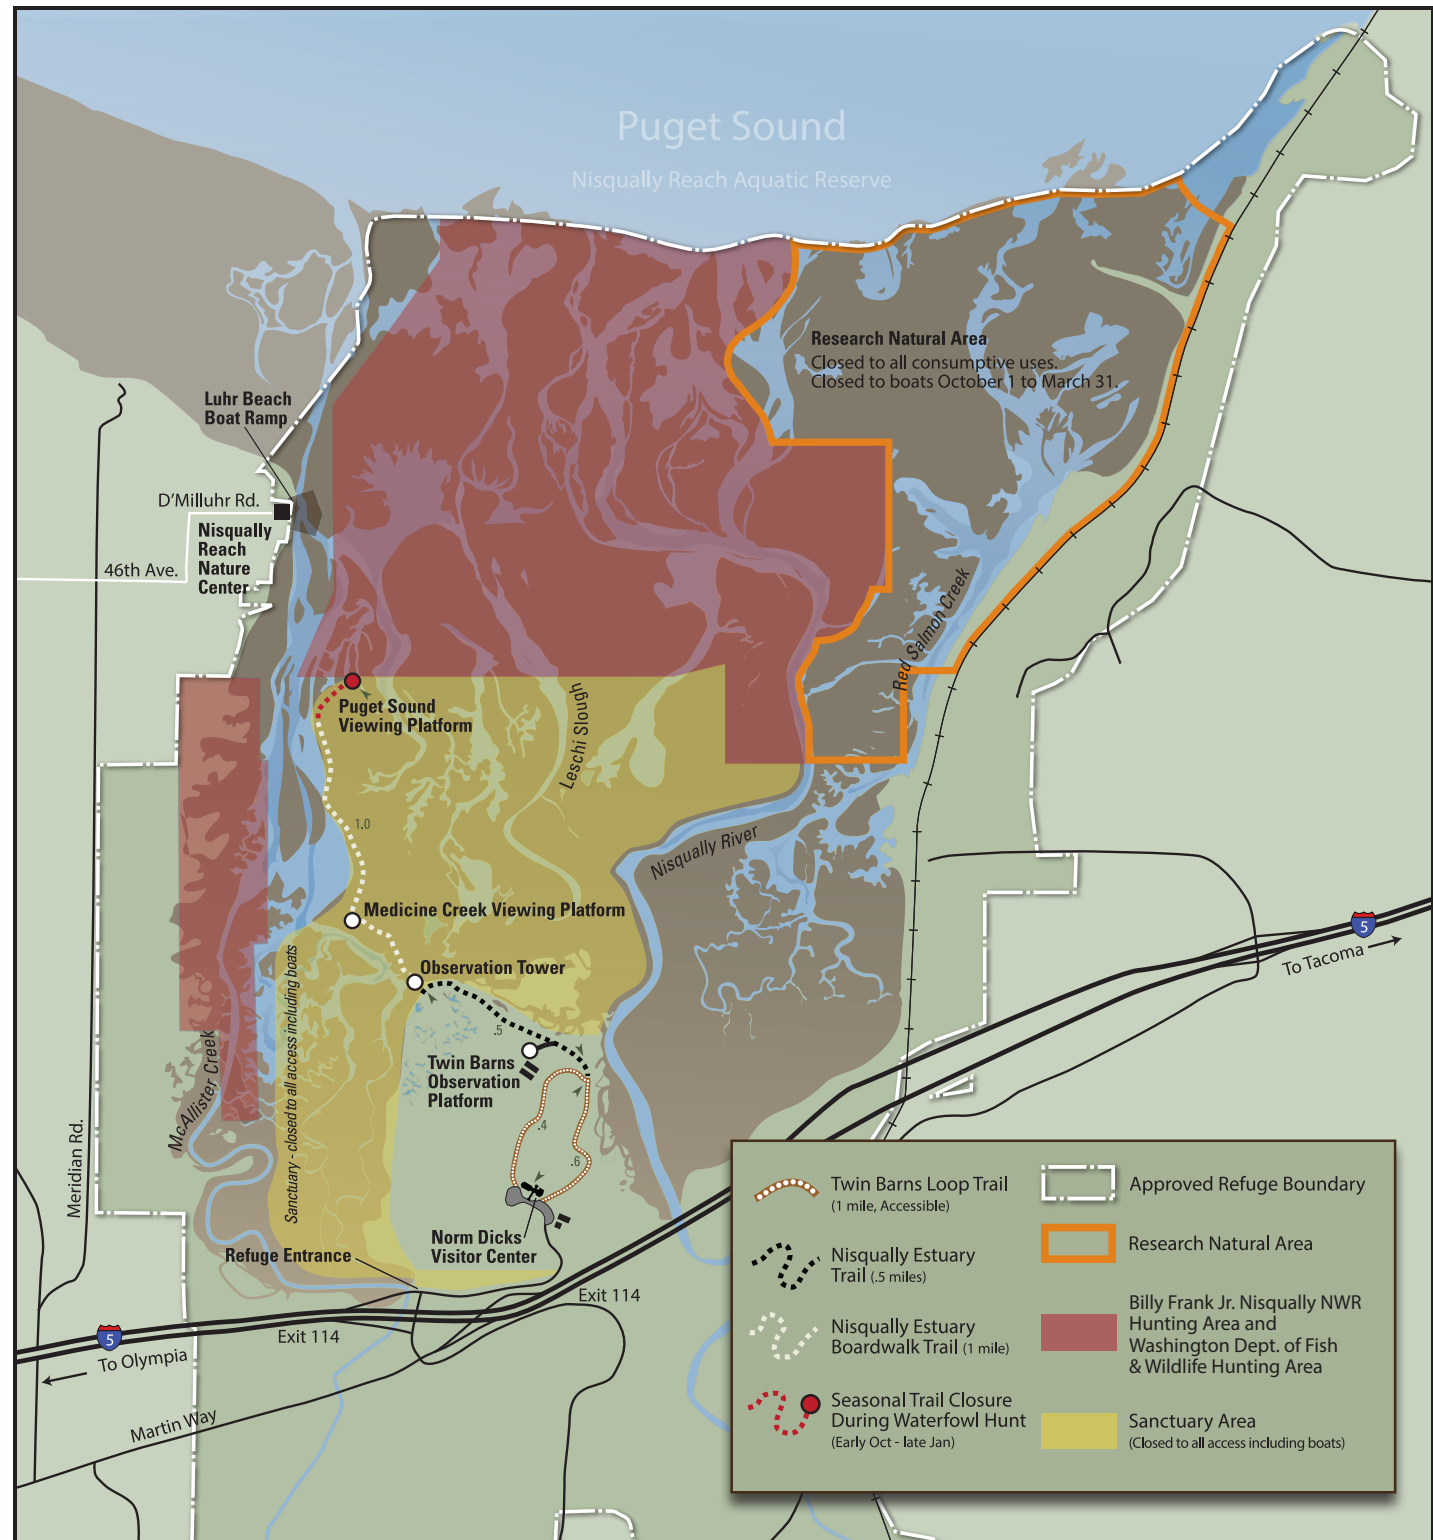 Puget Sound
Nisqually Reach Aquatic Reserve
Research Natural Area
Closed to all consumptive uses.
Closed to boats October 1 to March 31.
Luhr Beach
Boat Ramp
D'Milluhr Rd.
Nisqually
Reach
Nature
Center
46th Ave.
Red Salmon Creek
Puget Sound
Viewing Platform
Leschi Slough
1.0
Nisqually River
Medicine Creek Viewing Platform
Observation Tower
5
To Tacoma
.5
Twin Barns
Observation
Platform
McAllister Creek
Sanctuary - closed to all access including boats
Meridian Rd.
.4
.6
Norm Dicks
Visitor Center
Refuge Entrance
Exit 114
Exit 114
5
To Olympia
Martin Way
Twin Barns Loop Trail
(1 mile, Accessible)
Nisqually Estuary
Trail (.5 miles)
Nisqually Estuary
Boardwalk Trail (1 mile)
Seasonal Trail Closure
During Waterfowl Hunt
(Early Oct - late Jan)
Approved Refuge Boundary
Research Natural Area
Billy Frank Jr. Nisqually NWR
Hunting Area and
Washington Dept. of Fish
& Wildlife Hunting Area
Sanctuary Area
(Closed to all access including boats)